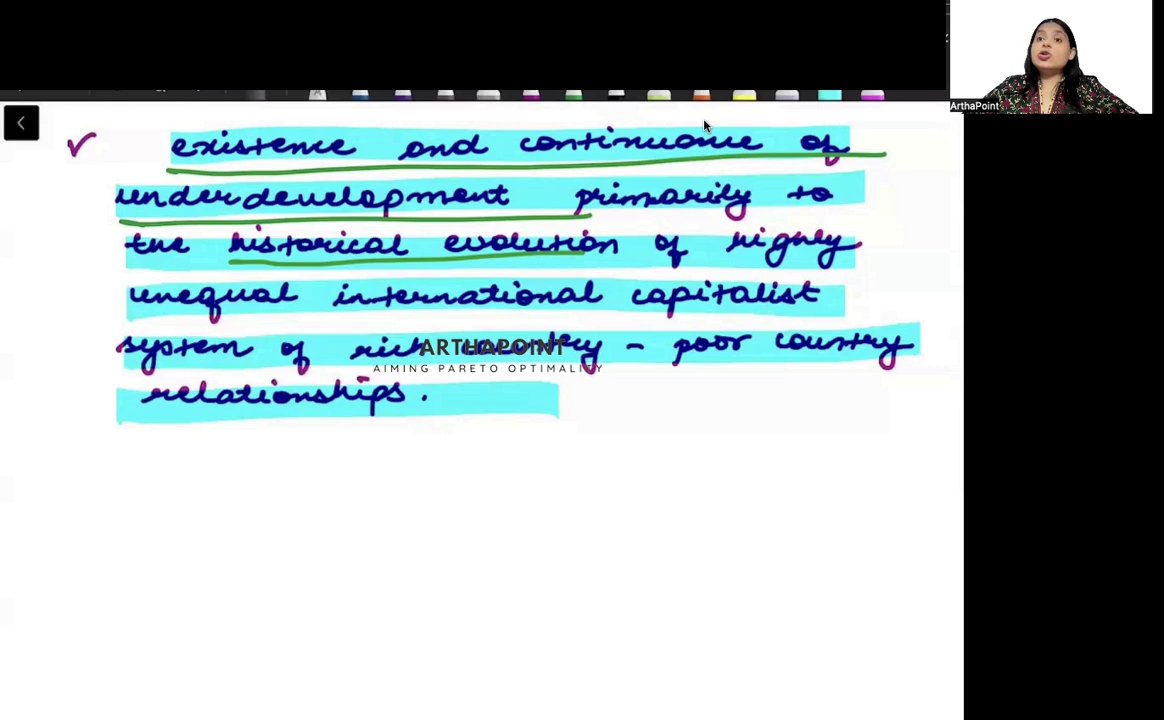 ArthaPoint
existence and continuance of
underdevelopment primarily to
the historical evolution of highly
unequal international capitalist
system of rich country - poor country
relationships.
ARTHAPOINT
AIMING PARETO OPTIMALITY